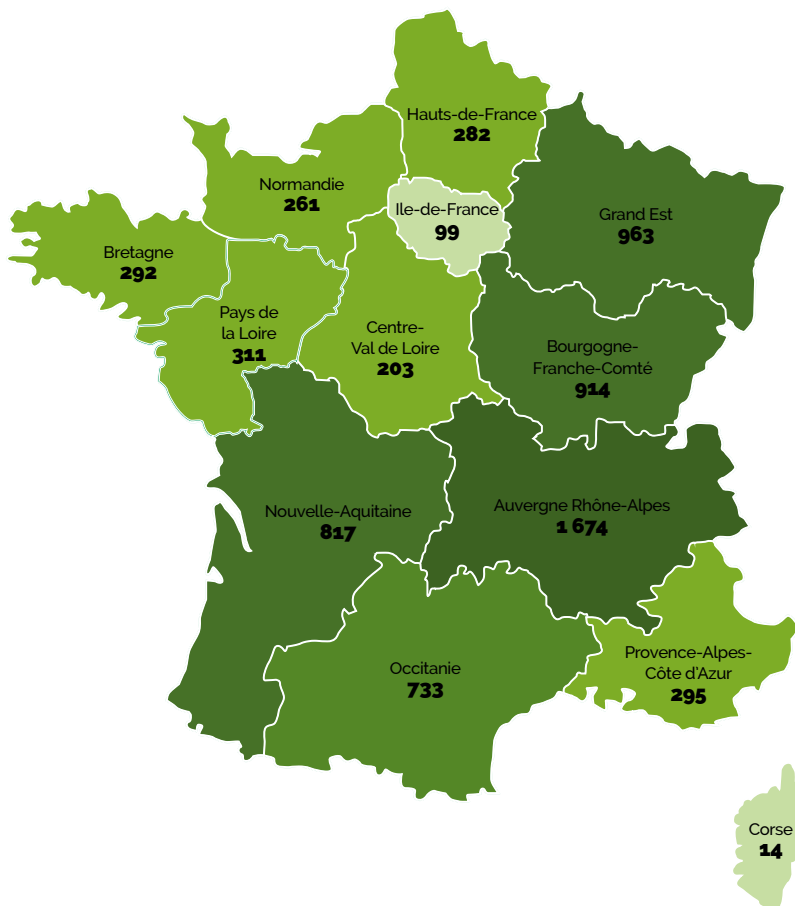 Hauts-de-France
282
Normandie
261
Ile-de-France
99
Grand Est
963
Bretagne
292
Pays de
la Loire
311
Centre-
Val de Loire
203
Bourgogne-
Franche-Comté
914
Nouvelle-Aquitaine
817
Auvergne Rhône-Alpes
1 674
Occitanie
733
Provence-Alpes-
Côte d'Azur
295
Corse
14